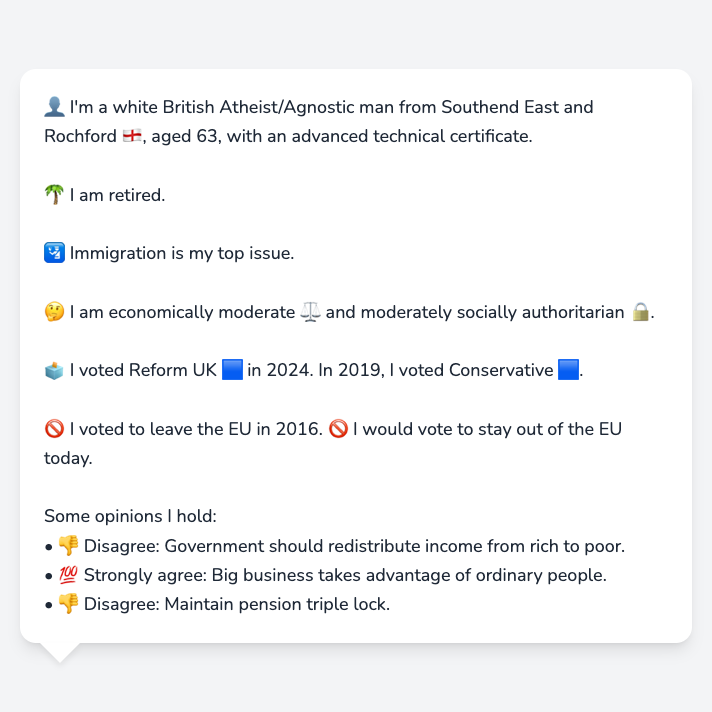 👤 I'm a white British Atheist/Agnostic man from Southend East and
Rochford 🏴󠁧󠁢󠁥󠁮󠁧󠁿, aged 63, with an advanced technical certificate.
🌴 I am retired.
🛂 Immigration is my top issue.
🤔 I am economically moderate ⚖️ and moderately socially authoritarian 🔒.
🗳️ I voted Reform UK 🟦 in 2024. In 2019, I voted Conservative 🟦.
🚫 I voted to leave the EU in 2016. 🚫 I would vote to stay out of the EU
today.
Some opinions I hold:
• 👎 Disagree: Government should redistribute income from rich to poor.
• 💯 Strongly agree: Big business takes advantage of ordinary people.
• 👎 Disagree: Maintain pension triple lock.